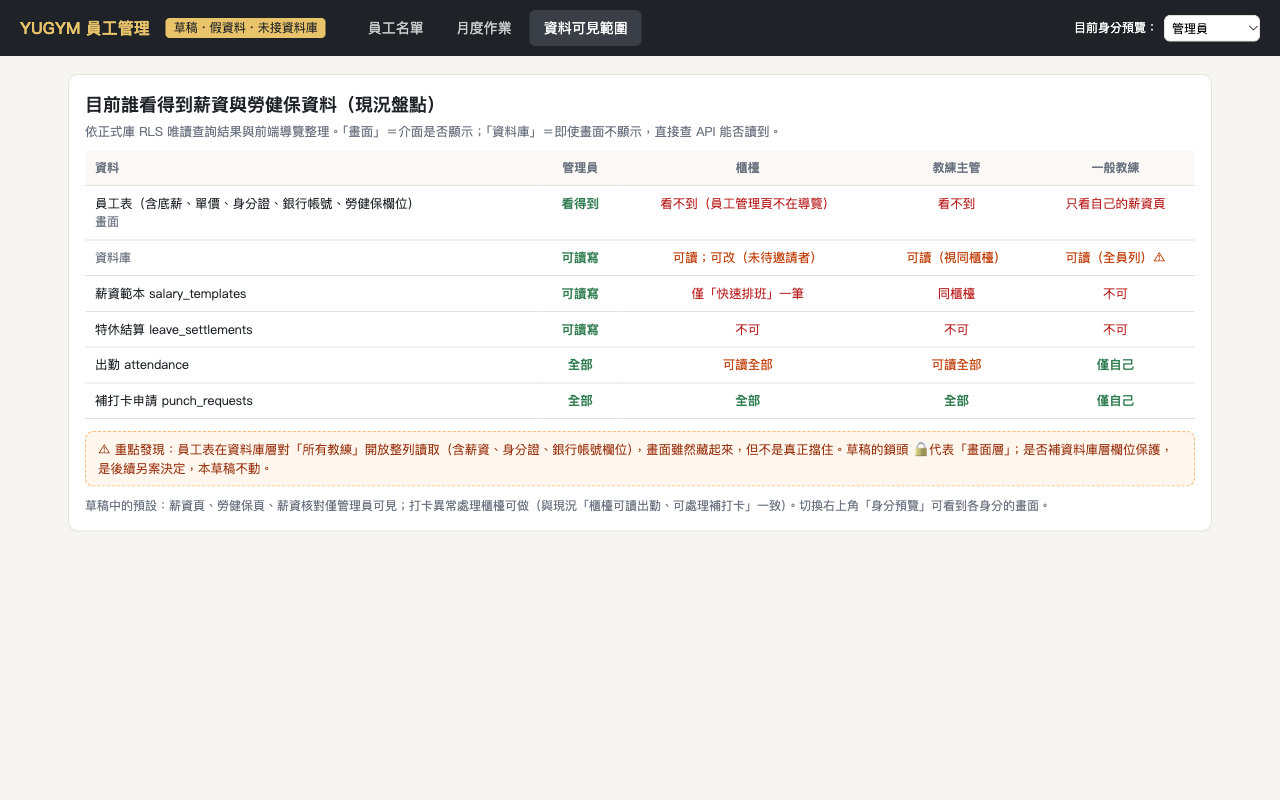 YUGYM 員工管理
草稿・假資料・未接資料庫
員工名單
月度作業
資料可見範圍
目前身分預覽：
管理員
目前誰看得到薪資與勞健保資料（現況盤點）
依正式庫 RLS 唯讀查詢結果與前端導覽整理。「畫面」＝介面是否顯示；「資料庫」＝即使畫面不顯示，直接查 API 能否讀到。
資料 管理員 櫃檯 教練主管 一般教練
員工表（含底薪、單價、身分證、銀行帳號、勞健保欄位） 看得到 看不到（員工管理頁不在導覽） 看不到 只看自己的薪資頁
畫面
資料庫 可讀寫 可讀；可改（未待邀請者） 可讀（視同櫃檯） 可讀（全員列）⚠
薪資範本 salary_templates 可讀寫 僅「快速排班」一筆 同櫃檯 不可
特休結算 leave_settlements 可讀寫 不可 不可 不可
出勤 attendance 全部 可讀全部 可讀全部 僅自己
補打卡申請 punch_requests 全部 全部 全部 僅自己
⚠ 重點發現：員工表在資料庫層對「所有教練」開放整列讀取（含薪資、身分證、銀行帳號欄位），畫面雖然藏起來，但不是真正擋住。草稿的鎖頭 🔒代表「畫面層」；是否補資料庫層欄位保護，
是後續另案決定，本草稿不動。
草稿中的預設：薪資頁、勞健保頁、薪資核對僅管理員可見；打卡異常處理櫃檯可做（與現況「櫃檯可讀出勤、可處理補打卡」一致）。切換右上角「身分預覽」可看到各身分的畫面。